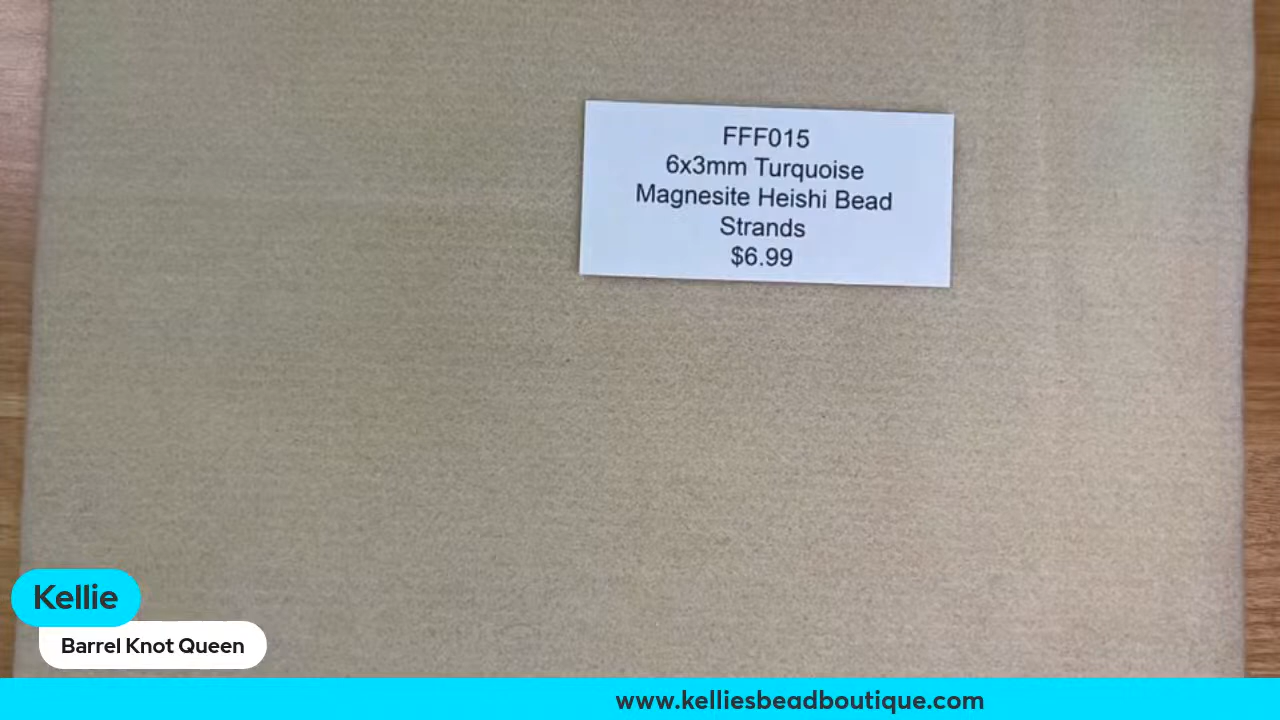 FFF015
6x3mm Turquoise
Magnesite Heishi Bead
Strands
$6.99
Kellie
Barrel Knot Queen
www.kelliesbeadboutique.com